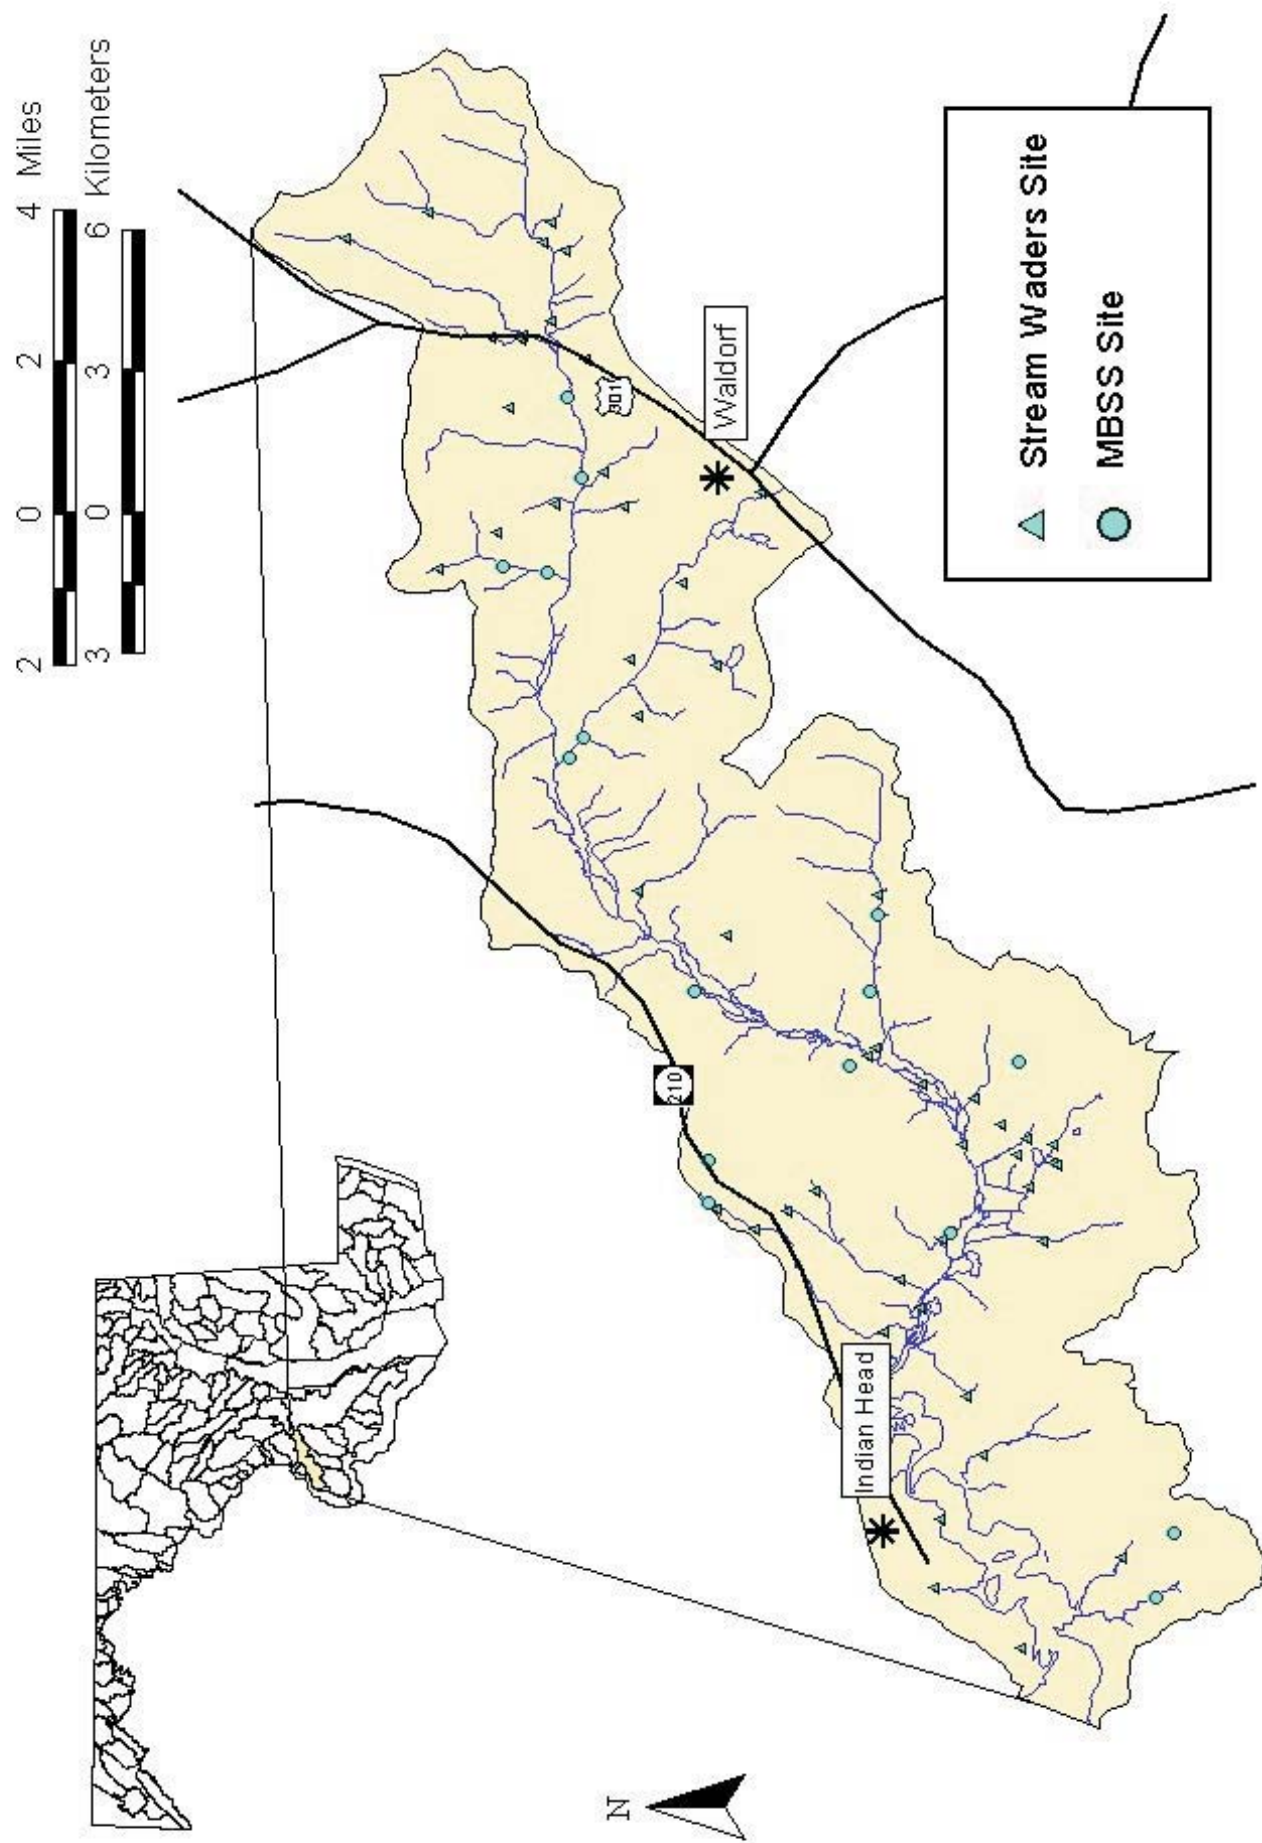 2 0 2 4 Miles
3 0 3 6 Kilometers
N
301
Waldorf
210
Indian Head
Stream Waders Site
MBSS Site